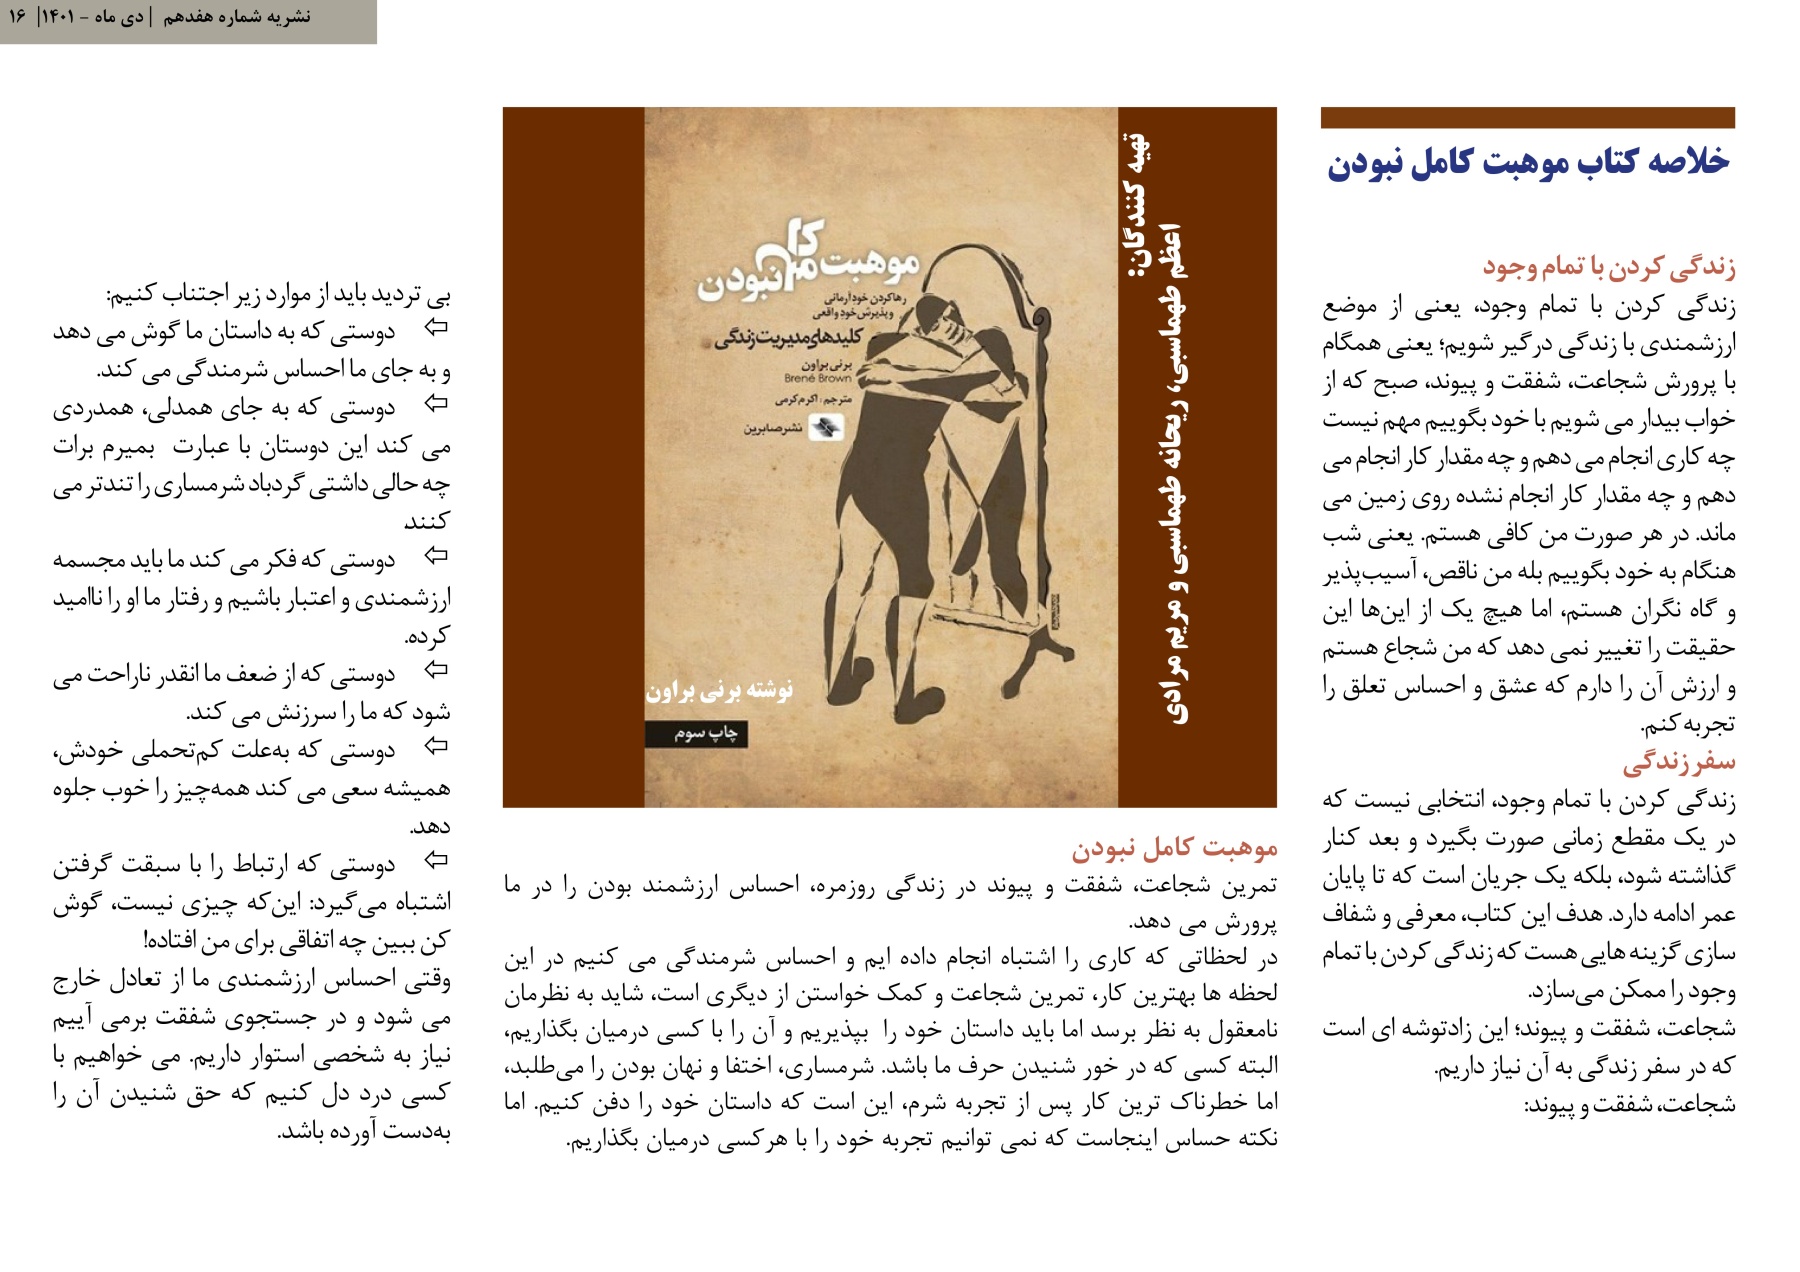 نشریه شماره هفدهم | دی ماه - ۱۴۰۱| ۱۶
خلاصه کتاب موهبت کامل نبودن
زندگی کردن با تمام وجود
زندگی کردن با تمام وجود، یعنی از موضع
ارزشمندی با زندگی درگیر شویم؛ یعنی همگام
با پرورش شجاعت، شفقت و پیوند، صبح که از
خواب بیدار می شویم با خود بگوییم مهم نیست
چه کاری انجام می دهم و چه مقدار کار انجام می
دهم و چه مقدار کار انجام نشده روی زمین می
ماند. در هر صورت من کافی هستم. یعنی شب
هنگام به خود بگوییم بله من ناقص، آسیب‌پذیر
و گاه نگران هستم، اما هیچ یک از این‌ها این
حقیقت را تغییر نمی دهد که من شجاع هستم
و ارزش آن را دارم که عشق و احساس تعلق را
تجربه کنم.
سفر زندگی
زندگی کردن با تمام وجود، انتخابی نیست که
در یک مقطع زمانی صورت بگیرد و بعد کنار
گذاشته شود، بلکه یک جریان است که تا پایان
عمر ادامه دارد. هدف این کتاب، معرفی و شفاف
سازی گزینه هایی هست که زندگی کردن با تمام
وجود را ممکن می‌سازد.
شجاعت، شفقت و پیوند؛ این زادتوشه ای است
که در سفر زندگی به آن نیاز داریم.
شجاعت، شفقت و پیوند:
تهیه کنندگان:
اعظم طهماسبی، ریحانه طهماسبی و مریم مرادی
موهبت کامل نبودن
رها کردن خود آرمانی
و پذیرش خود واقعی
کلیدهای مدیریت زندگی
برنی براون
Brené Brown
مترجم: اکرم کرمی
نشر صابرین
نوشته برنی براون
چاپ سوم
موهبت کامل نبودن
تمرین شجاعت، شفقت و پیوند در زندگی روزمره، احساس ارزشمند بودن را در ما
پرورش می دهد.
در لحظاتی که کاری را اشتباه انجام داده ایم و احساس شرمندگی می کنیم در این
لحظه ها بهترین کار، تمرین شجاعت و کمک خواستن از دیگری است، شاید به نظرمان
نامعقول به نظر برسد اما باید داستان خود را بپذیریم و آن را با کسی درمیان بگذاریم،
البته کسی که در خور شنیدن حرف ما باشد. شرمساری، اختفا و نهان بودن را می‌طلبد،
اما خطرناک ترین کار پس از تجربه شرم، این است که داستان خود را دفن کنیم. اما
نکته حساس اینجاست که نمی توانیم تجربه خود را با هرکسی درمیان بگذاریم.
بی تردید باید از موارد زیر اجتناب کنیم:
⇦ دوستی که به داستان ما گوش می دهد
و به جای ما احساس شرمندگی می کند.
⇦ دوستی که به جای همدلی، همدردی
می کند این دوستان با عبارت بمیرم برات
چه حالی داشتی گردباد شرمساری را تندتر می
کنند.
⇦ دوستی که فکر می کند ما باید مجسمه
ارزشمندی و اعتبار باشیم و رفتار ما او را ناامید
کرده.
⇦ دوستی که از ضعف ما انقدر ناراحت می
شود که ما را سرزنش می کند.
⇦ دوستی که به‌علت کم‌تحملی خودش،
همیشه سعی می کند همه‌چیز را خوب جلوه
دهد.
⇦ دوستی که ارتباط را با سبقت گرفتن
اشتباه می‌گیرد: این‌که چیزی نیست، گوش
کن ببین چه اتفاقی برای من افتاده!
وقتی احساس ارزشمندی ما از تعادل خارج
می شود و در جستجوی شفقت برمی آییم
نیاز به شخصی استوار داریم. می خواهیم با
کسی درد دل کنیم که حق شنیدن آن را
به‌دست آورده باشد.